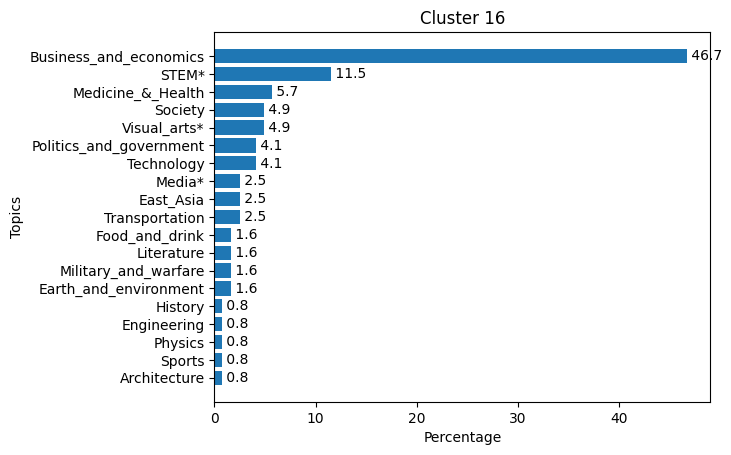 Cluster 16
Business_and_economics 46.7
STEM* 11.5
Medicine_&_Health 5.7
Society 4.9
Visual_arts* 4.9
Politics_and_government 4.1
Technology 4.1
Media* 2.5
East_Asia 2.5
Transportation 2.5
Food_and_drink 1.6
Literature 1.6
Military_and_warfare 1.6
Earth_and_environment 1.6
History 0.8
Engineering 0.8
Physics 0.8
Sports 0.8
Architecture 0.8
Topics
0 10 20 30 40
Percentage